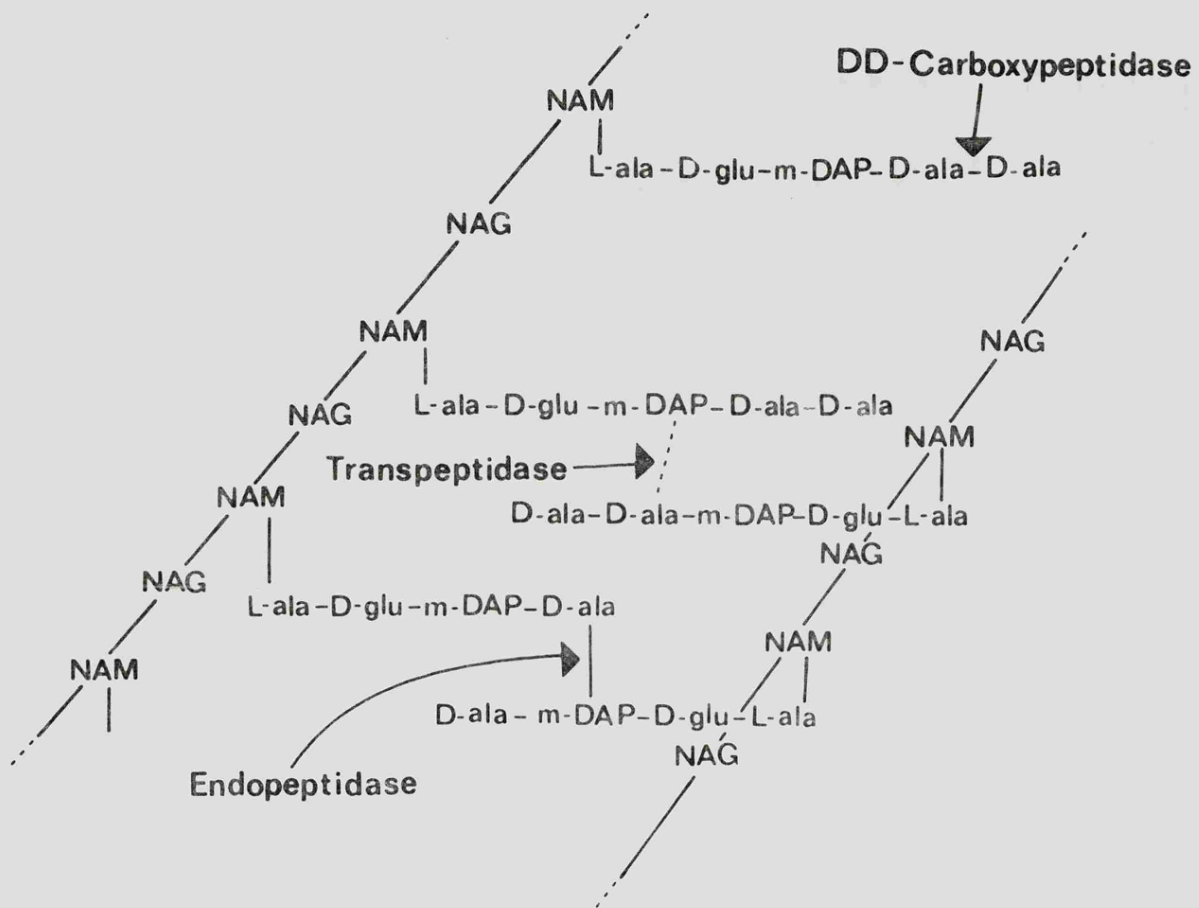 DD-Carboxypeptidase
NAM
L-ala-D-glu-m-DAP-D-ala-D-ala
NAG
NAM
NAG
L-ala-D-glu-m-DAP-D-ala-D-ala
NAG
NAM
Transpeptidase
NAM
D-ala-D-ala-m-DAP-D-glu-L-ala
NAG
NAG
L-ala-D-glu-m-DAP-D-ala
NAM
NAM
D-ala-m-DAP-D-glu-L-ala
NAG
Endopeptidase